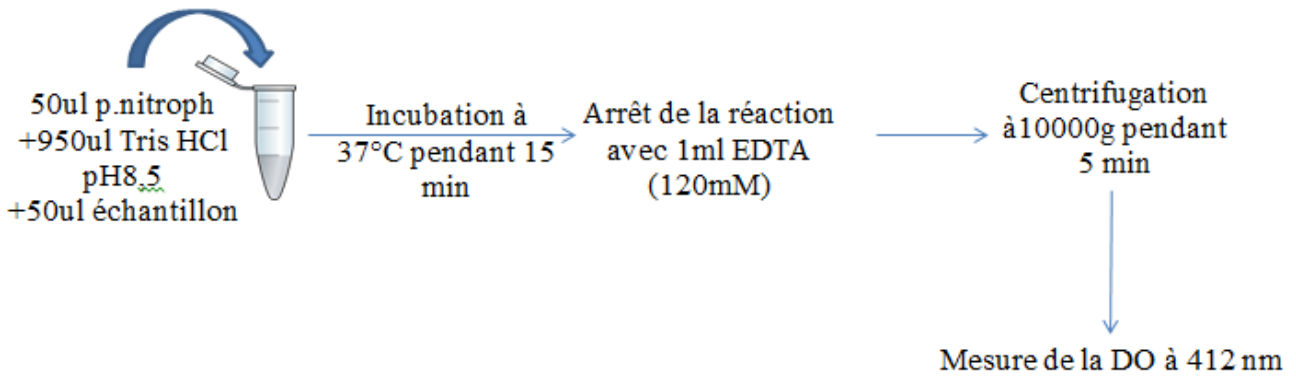 50ul p.nitroph
+950ul Tris HCl
pH8,5
+50ul échantillon
Incubation à
37°C pendant 15
min
Arrêt de la réaction
avec 1ml EDTA
(120mM)
Centrifugation
à10000g pendant
5 min
Mesure de la DO à 412 nm